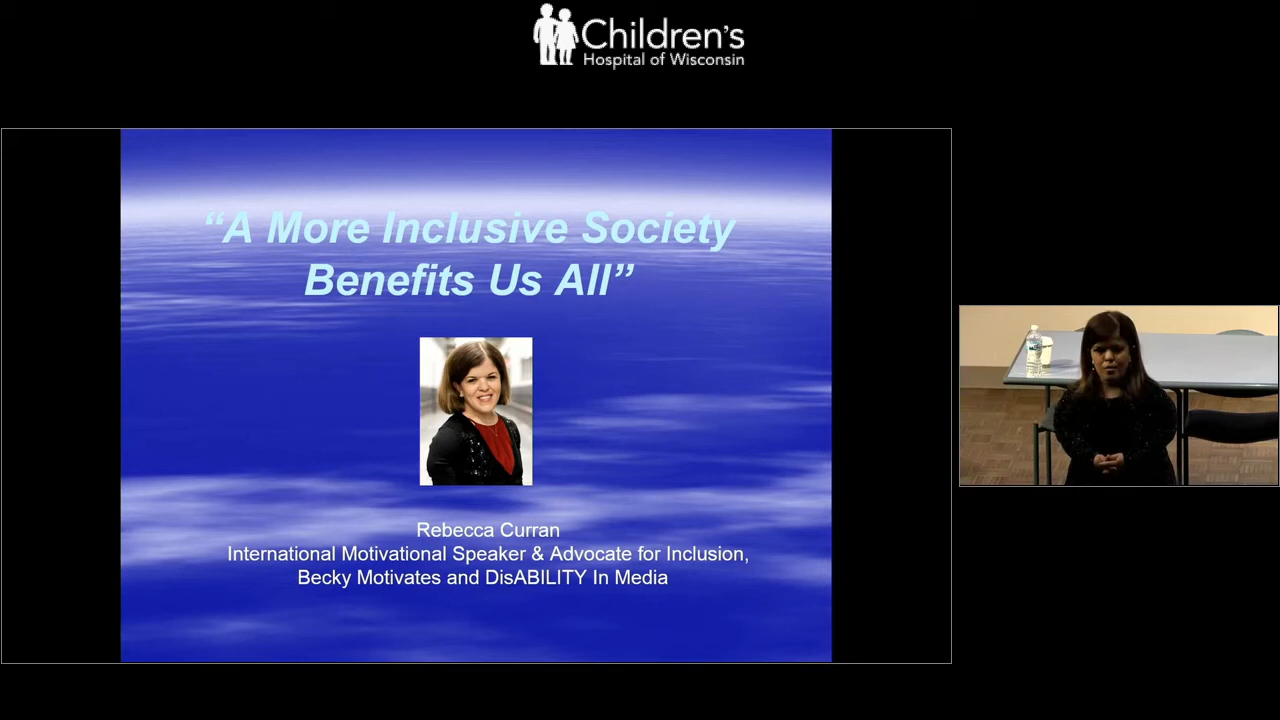 Children's
Hospital of Wisconsin
“A More Inclusive Society
Benefits Us All”
Rebecca Curran
International Motivational Speaker & Advocate for Inclusion,
Becky Motivates and DisABILITY In Media